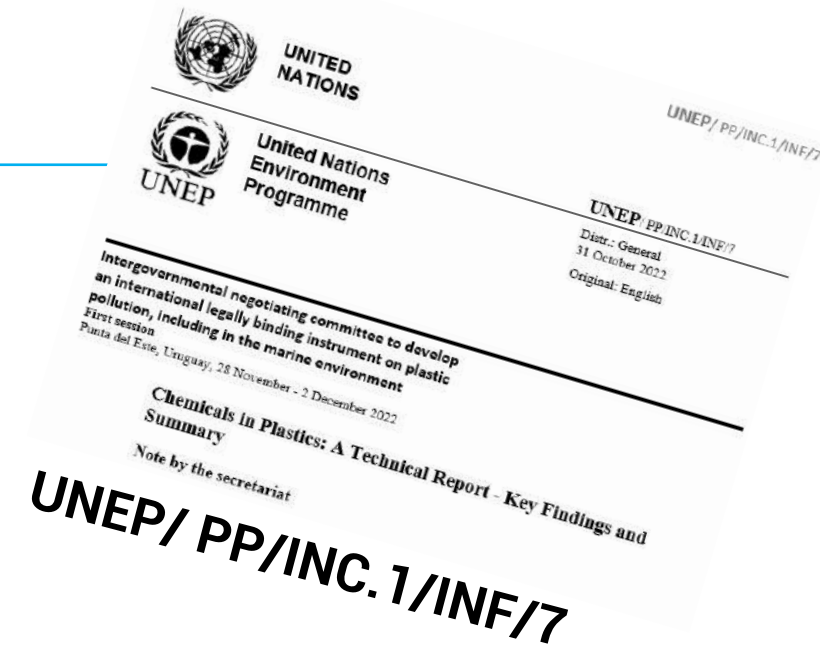 UNITED
NATIONS
UNEP/ PP/INC.1/INF/7
UNEP
United Nations
Environment
Programme
UNEP/ PP/INC.1/INF/7
Distr.: General
31 October 2022
Original: English
Intergovernmental negotiating committee to develop
an international legally binding instrument on plastic
pollution, including in the marine environment
First session
Punta del Este, Uruguay, 28 November - 2 December 2022
Chemicals in Plastics: A Technical Report - Key Findings and
Summary
Note by the secretariat
UNEP/ PP/INC.1/INF/7